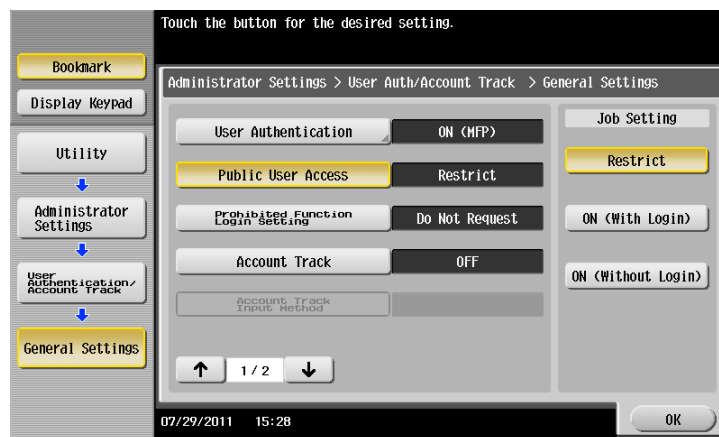 Touch the button for the desired setting.
Bookmark
Display Keypad
Utility
Administrator
Settings
User
Authentication/
Account Track
General Settings
Administrator Settings > User Auth/Account Track > General Settings
User Authentication
ON (MFP)
Public User Access
Restrict
Prohibited Function
Login Setting
Do Not Request
Account Track
OFF
Account Track
Input Method
1/2
Job Setting
Restrict
ON (With Login)
ON (Without Login)
07/29/2011 15:28
OK